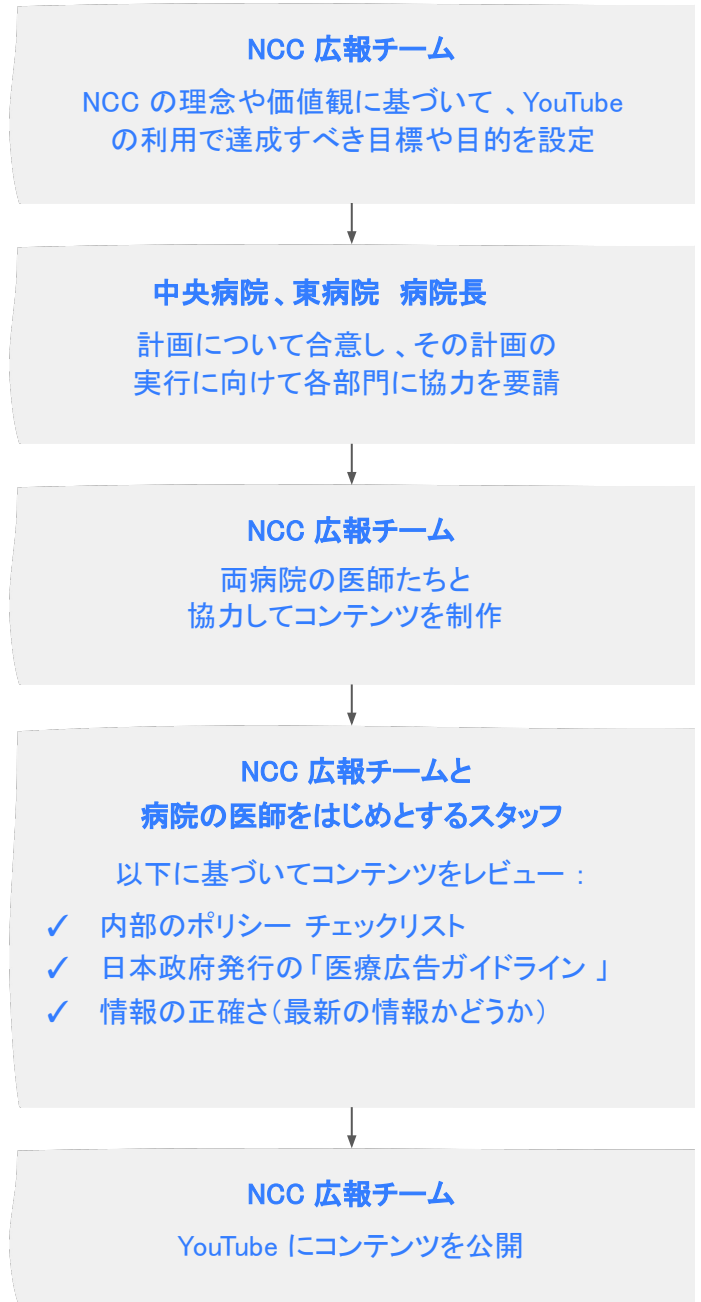 NCC 広報チーム
NCC の理念や価値観に基づいて 、YouTube
の利用で達成すべき目標や目的を設定
中央病院 、東病院　病院長
計画について合意し 、その計画の
実行に向けて各部門に協力を要請
NCC 広報チーム
両病院の医師たちと
協力してコンテンツを制作
NCC 広報チームと
病院の医師をはじめとするスタッフ
以下に基づいてコンテンツをレビュー :
✓ 内部のポリシー チェックリスト
✓ 日本政府発行の「医療広告ガイドライン 」
✓ 情報の正確さ（最新の情報かどうか）
NCC 広報チーム
YouTube にコンテンツを公開